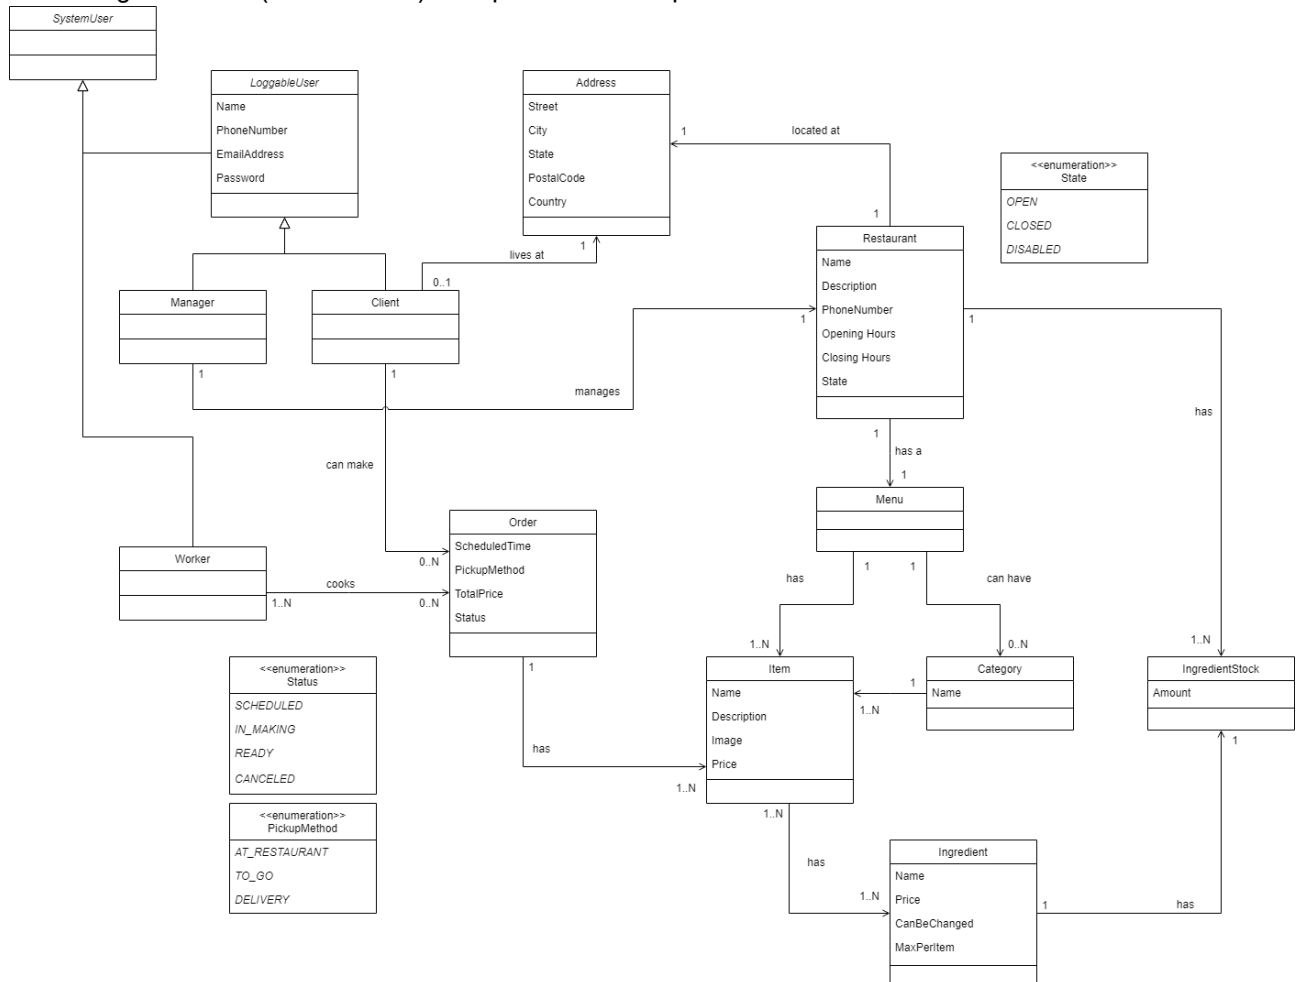 SystemUser
LoggableUser
Name
PhoneNumber
EmailAddress
Password
Address
Street
City
State
PostalCode
Country
1
located at
1
<<enumeration>>
State
OPEN
CLOSED
DISABLED
1
lives at
0..1
Restaurant
Name
Description
PhoneNumber
Opening Hours
Closing Hours
State
Manager
Client
1
1
1
1
manages
has
1
has a
1
can make
Menu
Order
ScheduledTime
PickupMethod
TotalPrice
Status
0..N
Worker
cooks
1..N
0..N
has
1
1
can have
1..N
0..N
1..N
1
<<enumeration>>
Status
SCHEDULED
IN_MAKING
READY
CANCELED
Item
Name
Description
Image
Price
Category
Name
1
1..N
IngredientStock
Amount
has
1..N
1
1..N
<<enumeration>>
PickupMethod
AT_RESTAURANT
TO_GO
DELIVERY
has
1..N
Ingredient
Name
Price
CanBeChanged
MaxPerItem
1
has